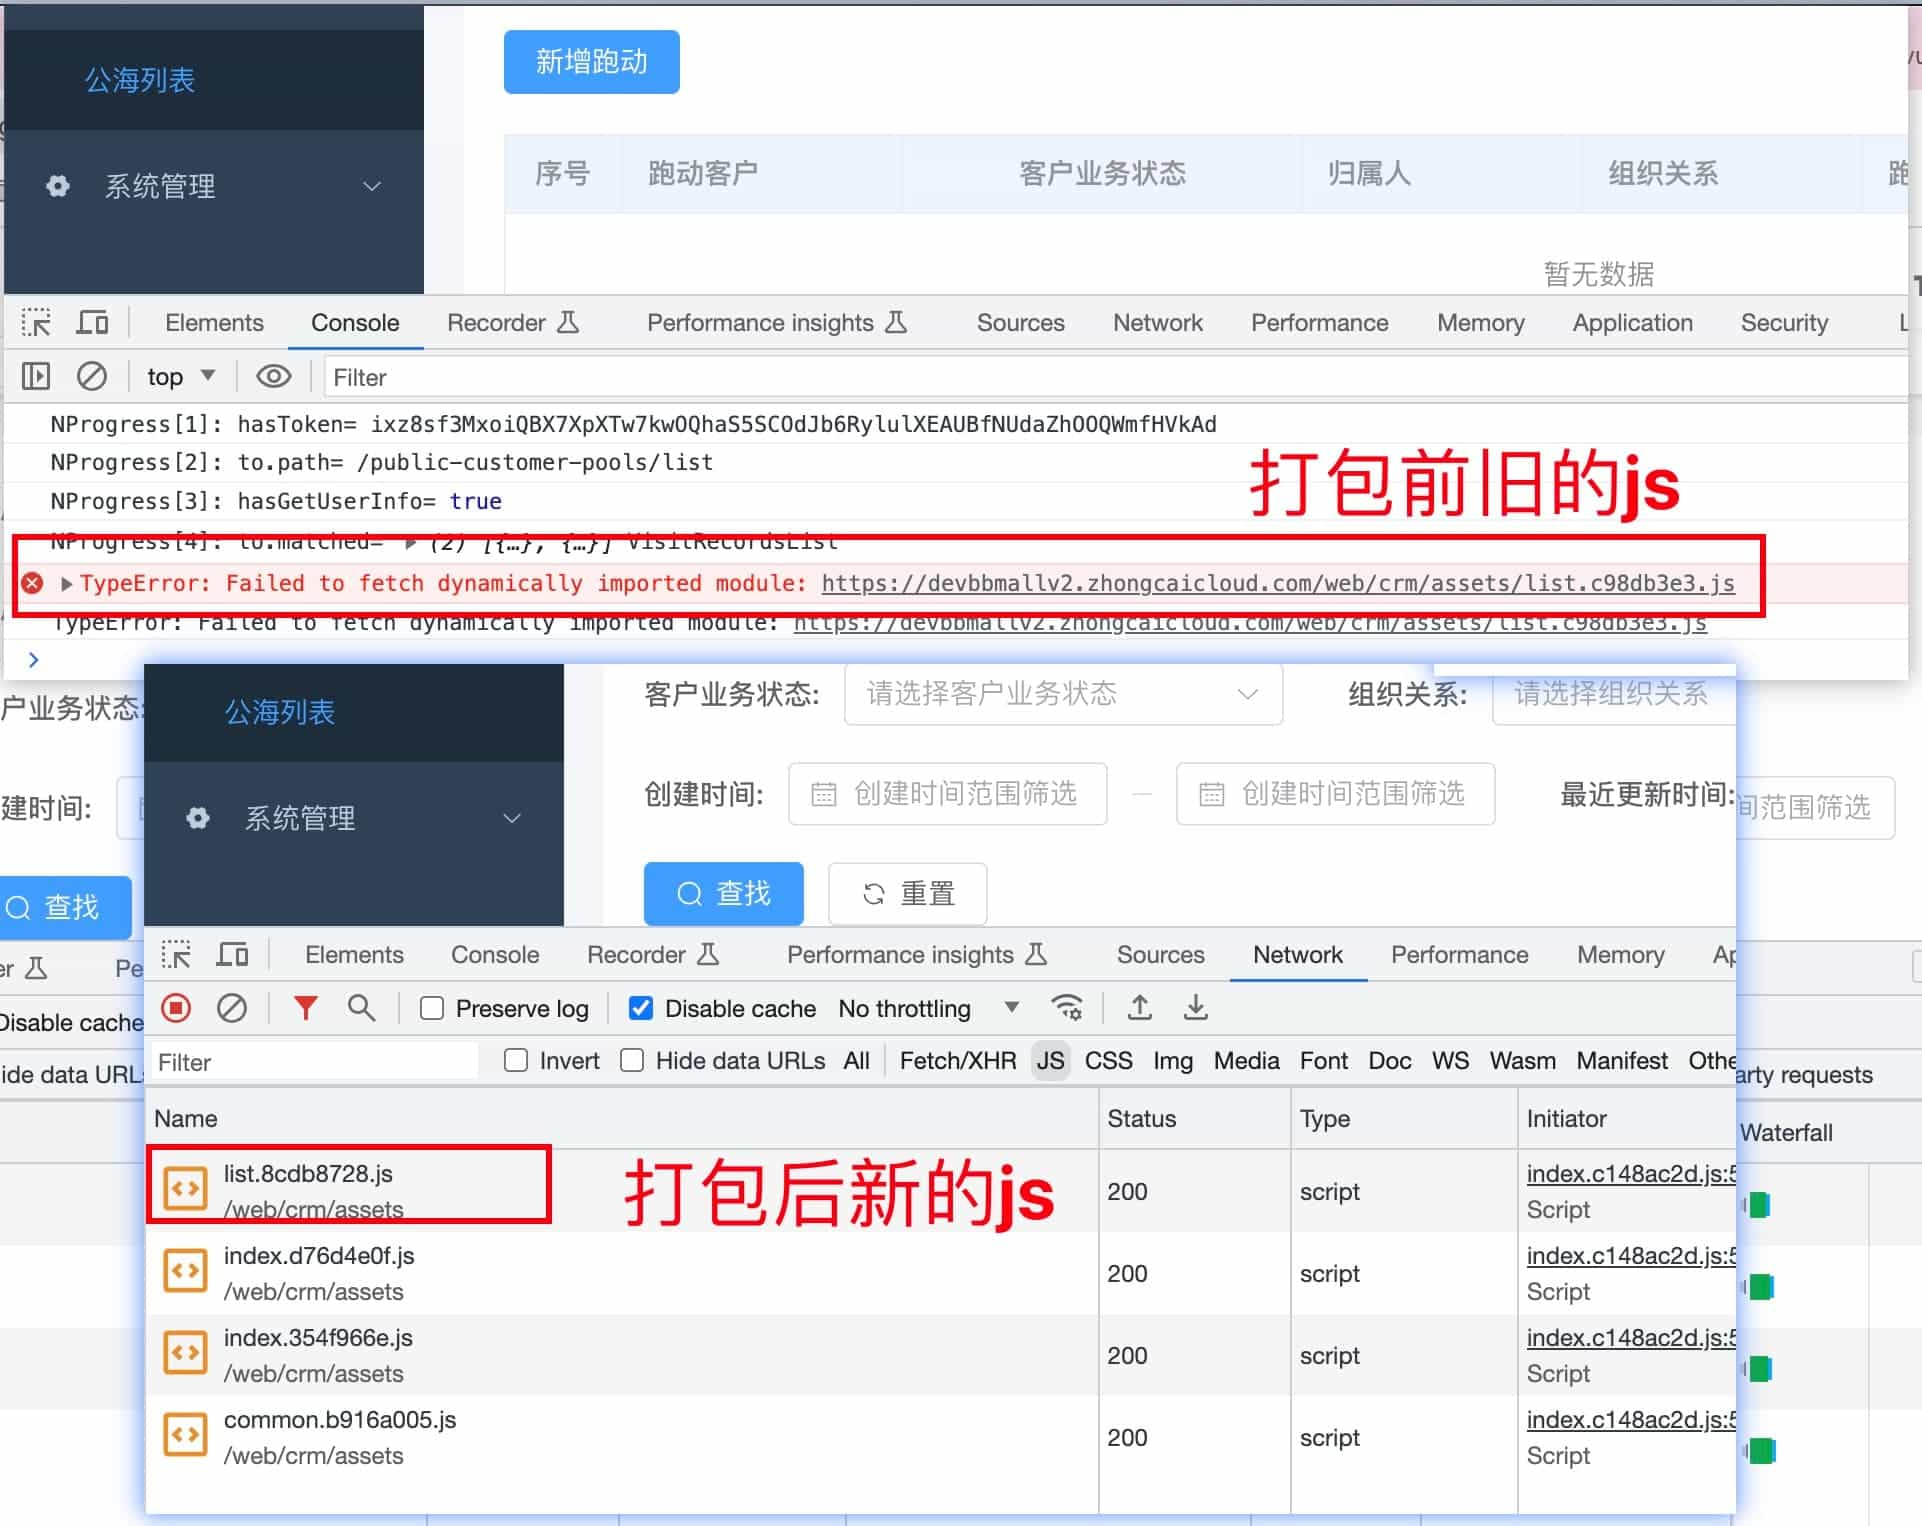 公海列表
系统管理
新增跑动
序号 跑动客户 客户业务状态 归属人 组织关系 跑
暂无数据
Elements Console Recorder Performance insights Sources Network Performance Memory Application Security
top Filter
NProgress[1]: hasToken= ixz8sf3MxoiQBX7XpXTw7kwOQhaS5SCOdJb6RylulXEAUBfNUdaZhOOQWmfHVkAd
NProgress[2]: to.path= /public-customer-pools/list
NProgress[3]: hasGetUserInfo= true
打包前旧的js
NProgress[4]: to.matched= ▶ (2) [{…}, {…}] VisitRecordsList
TypeError: Failed to fetch dynamically imported module: https://devbbmallv2.zhongcaicloud.com/web/crm/assets/list.c98db3e3.js
TypeError: Failed to fetch dynamically imported module: https://devbbmallv2.zhongcaicloud.com/web/crm/assets/list.c98db3e3.js
户业务状态:
建时间:
查找
er Pe
Disable cache
ide data URLs
公海列表
系统管理
客户业务状态: 请选择客户业务状态 组织关系: 请选择组织关系
创建时间: 创建时间范围筛选 — 创建时间范围筛选 最近更新时间:
间范围筛选
查找 重置
Elements Console Recorder Performance insights Sources Network Performance Memory Ap
Preserve log Disable cache No throttling
Filter Invert Hide data URLs All Fetch/XHR JS CSS Img Media Font Doc WS Wasm Manifest Othe
arty requests
Name Status Type Initiator
Waterfall
list.8cdb8728.js 200 script index.c148ac2d.js:5
/web/crm/assets Script
打包后新的js
index.d76d4e0f.js 200 script index.c148ac2d.js:5
/web/crm/assets Script
index.354f966e.js 200 script index.c148ac2d.js:5
/web/crm/assets Script
common.b916a005.js 200 script index.c148ac2d.js:5
/web/crm/assets Script